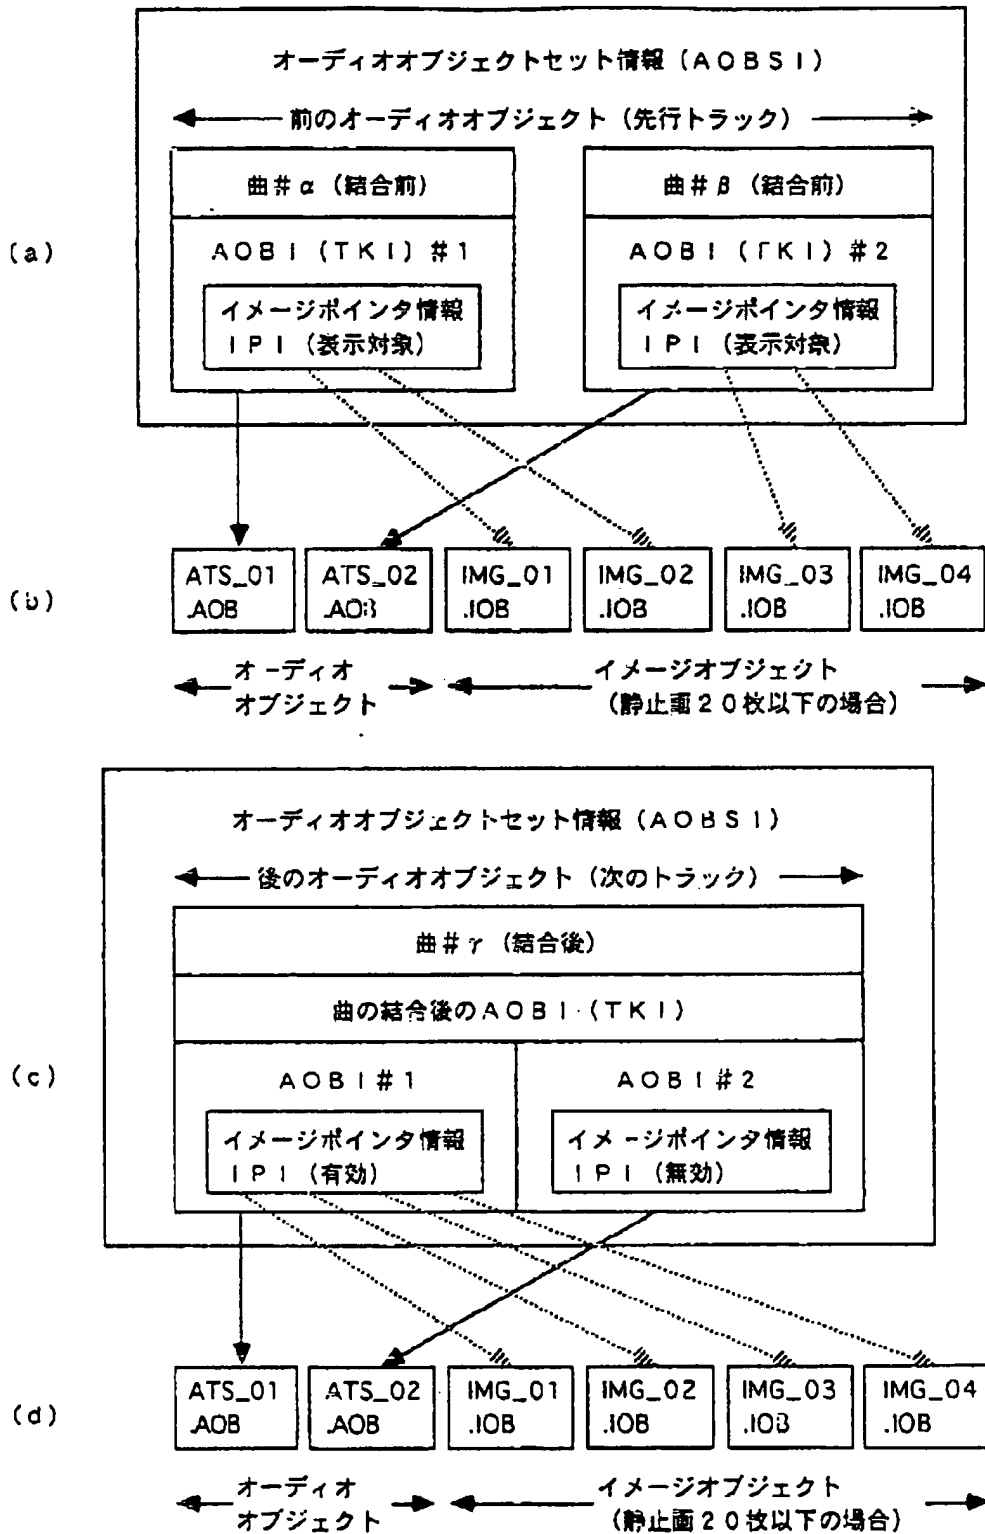 オーディオオブジェクトセット情報(AOBSI)
前のオーディオオブジェクト(先行トラック)
曲#α(結合前)
曲#β(結合前)
(a)
AOBI(TKI)#1
AOBI(TKI)#2
イメージポインタ情報
IPI(表示対象)
イメージポインタ情報
IPI(表示対象)
(b)
ATS_01
.AOB
ATS_02
.AOB
IMG_01
.IOB
IMG_02
.IOB
IMG_03
.IOB
IMG_04
.IOB
オーディオ
オブジェクト
イメージオブジェクト
(静止画20枚以下の場合)
オーディオオブジェクトセット情報(AOBSI)
後のオーディオオブジェクト(次のトラック)
曲#γ(結合後)
曲の結合後のAOBI(TKI)
(c)
AOBI#1
AOBI#2
イメージポインタ情報
IPI(有効)
イメージポインタ情報
IPI(無効)
(d)
ATS_01
.AOB
ATS_02
.AOB
IMG_01
.IOB
IMG_02
.IOB
IMG_03
.IOB
IMG_04
.IOB
オーディオ
オブジェクト
イメージオブジェクト
(静止画20枚以下の場合)